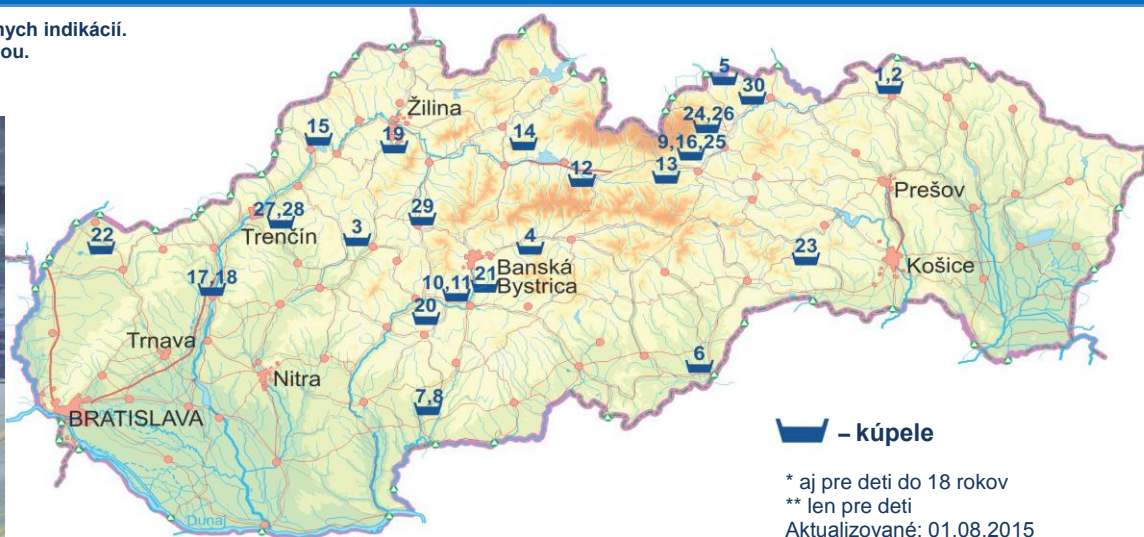 nych indikácií.
ou.
5
1,2
30
Žilina
24,26
15
19
14
9,16,25
12
13
Prešov
27,28
29
Trenčín
3
22
4
23
Banská
Bystrica
Košice
17,18
10,11
21
20
Trnava
6
Nitra
7,8
BRATISLAVA
– kúpele
* aj pre deti do 18 rokov
** len pre deti
Dunaj
Aktualizované: 01.08.2015